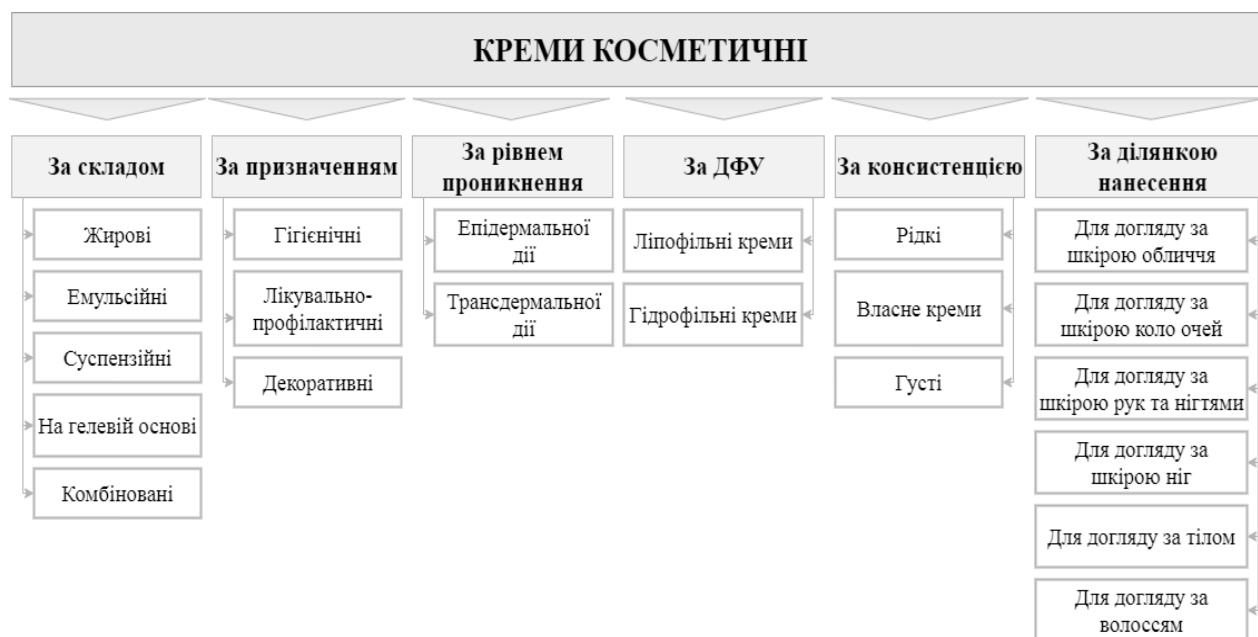 КРЕМИ КОСМЕТИЧНІ
За складом
Жирові
Емульсійні
Суспензійні
На гелевій основі
Комбіновані
За призначенням
Гігієнічні
Лікувально-
профілактичні
Декоративні
За рівнем
проникнення
Епідермальної
дії
Трансдермальної
дії
За ДФУ
Ліпофільні креми
Гідрофільні креми
За консистенцією
Рідкі
Власне креми
Густі
За ділянкою
нанесення
Для догляду за
шкірою обличчя
Для догляду за
шкірою коло очей
Для догляду за
шкірою рук та нігтями
Для догляду за
шкірою ніг
Для догляду за тілом
Для догляду за
волоссям